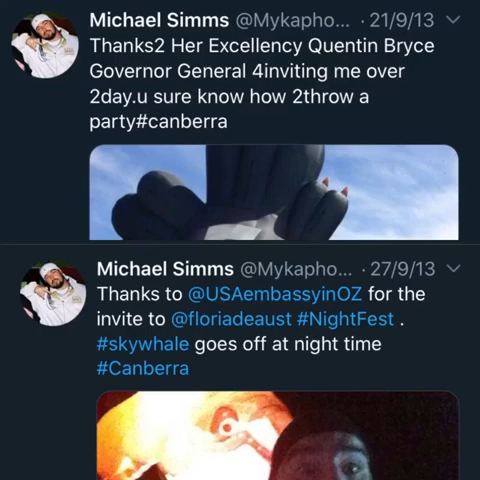 Michael Simms @Mykapho... · 21/9/13
Thanks2 Her Excellency Quentin Bryce
Governor General 4inviting me over
2day.u sure know how 2throw a
party#canberra
Michael Simms @Mykapho... · 27/9/13
Thanks to @USAembassyinOZ for the
invite to @floriadeaust #NightFest .
#skywhale goes off at night time
#Canberra